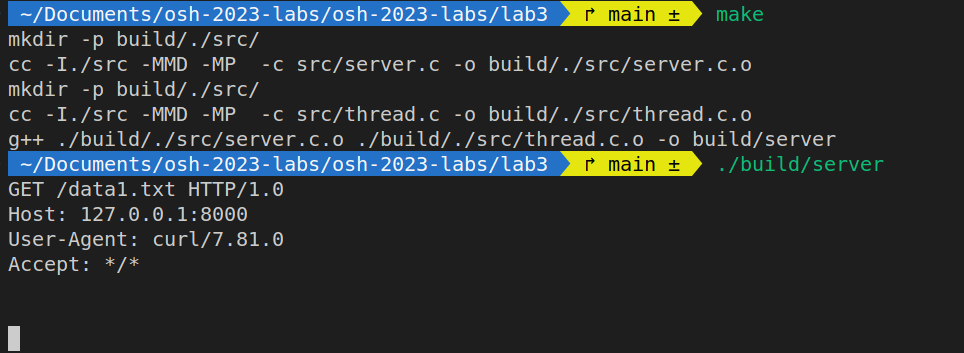 ~/Documents/osh-2023-labs/osh-2023-labs/lab3 ↱ main ± make
mkdir -p build/./src/
cc -I./src -MMD -MP  -c src/server.c -o build/./src/server.c.o
mkdir -p build/./src/
cc -I./src -MMD -MP  -c src/thread.c -o build/./src/thread.c.o
g++ ./build/./src/server.c.o ./build/./src/thread.c.o -o build/server
~/Documents/osh-2023-labs/osh-2023-labs/lab3 ↱ main ± ./build/server
GET /data1.txt HTTP/1.0
Host: 127.0.0.1:8000
User-Agent: curl/7.81.0
Accept: */*